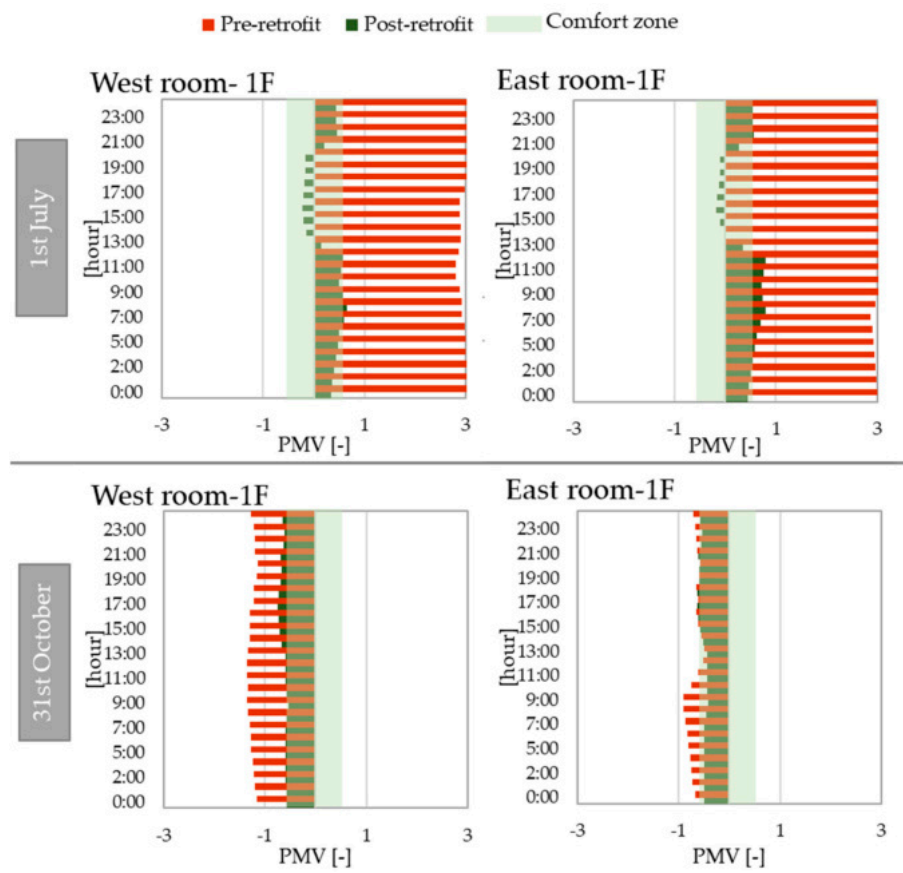 Pre-retrofit Post-retrofit Comfort zone
West room- 1F
East room-1F
1st July
[hour]
23:00
21:00
19:00
17:00
15:00
13:00
11:00
9:00
7:00
5:00
2:00
0:00
-3 -1 1 3
PMV [-]
[hour]
23:00
21:00
19:00
17:00
15:00
13:00
11:00
9:00
7:00
5:00
2:00
0:00
-3 -1 1 3
PMV [-]
West room-1F
East room-1F
31st October
[hour]
23:00
21:00
19:00
17:00
15:00
13:00
11:00
9:00
7:00
5:00
2:00
0:00
-3 -1 1 3
PMV [-]
[hour]
23:00
21:00
19:00
17:00
15:00
13:00
11:00
9:00
7:00
5:00
2:00
0:00
-3 -1 1 3
PMV [-]